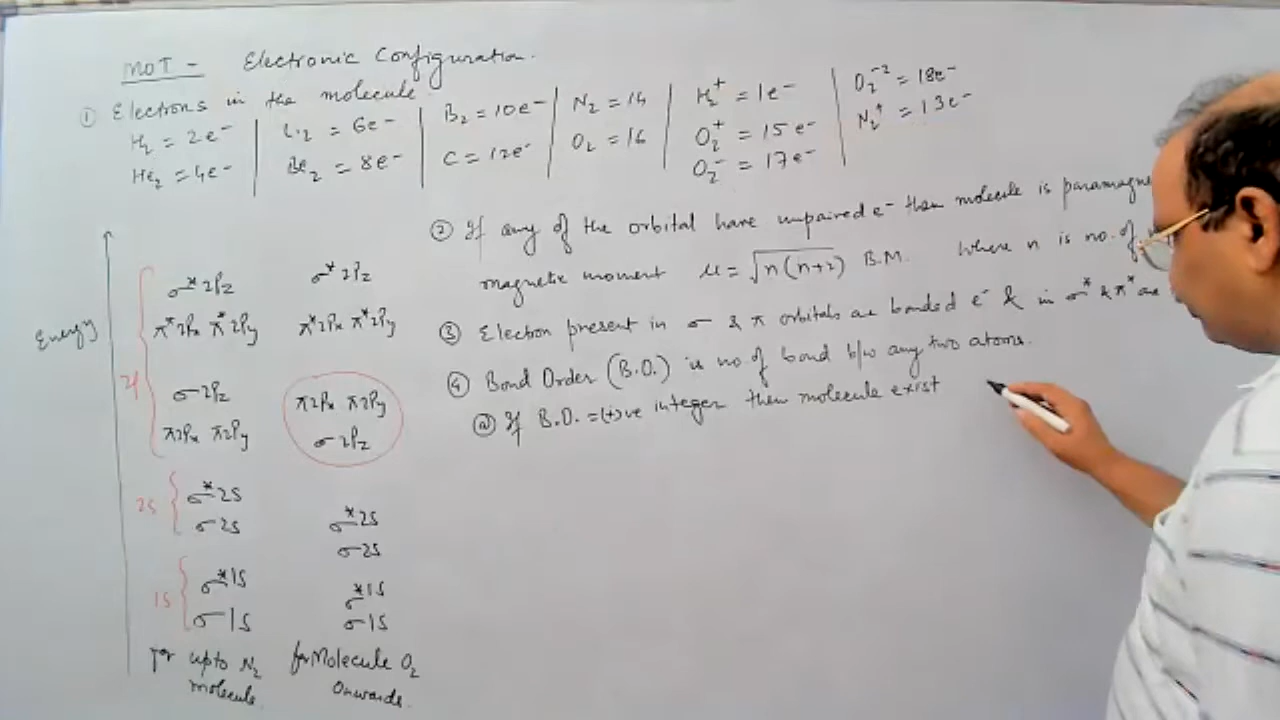 MOT - Electronic Configuration.
① Electrons in the molecule
H₂ = 2e⁻
He₂ = 4e⁻
Li₂ = 6e⁻
Be₂ = 8e⁻
B₂ = 10e⁻
C = 12e⁻
N₂ = 14
O₂ = 16
H₂⁺ = 1e⁻
O₂⁺ = 15e⁻
O₂⁻ = 17e⁻
O₂⁻² = 18e⁻
N₂⁺ = 13e⁻
② If any of the orbital have unpaired e⁻ then molecule is paramagne
magnetic moment μ = √n(n+2) B.M. Where n is no. of
③ Electron present in σ & π orbitals are bonded e⁻ & in σ* & π* are
④ Bond Order (B.O.) is no. of bond b/w any two atoms.
ⓐ If B.O. = (+)ve integer then molecule exist
Energy
σ*2Pz
π*2Px π*2Py
σ2Pz
π2Px π2Py
2s
σ*2s
σ2s
1s
σ*1s
σ1s
For upto N₂
molecule.
σ*2Pz
π*2Px π*2Py
π2Px π2Py
σ2Pz
σ*2s
σ2s
σ*1s
σ1s
for Molecule O₂
Onwards.